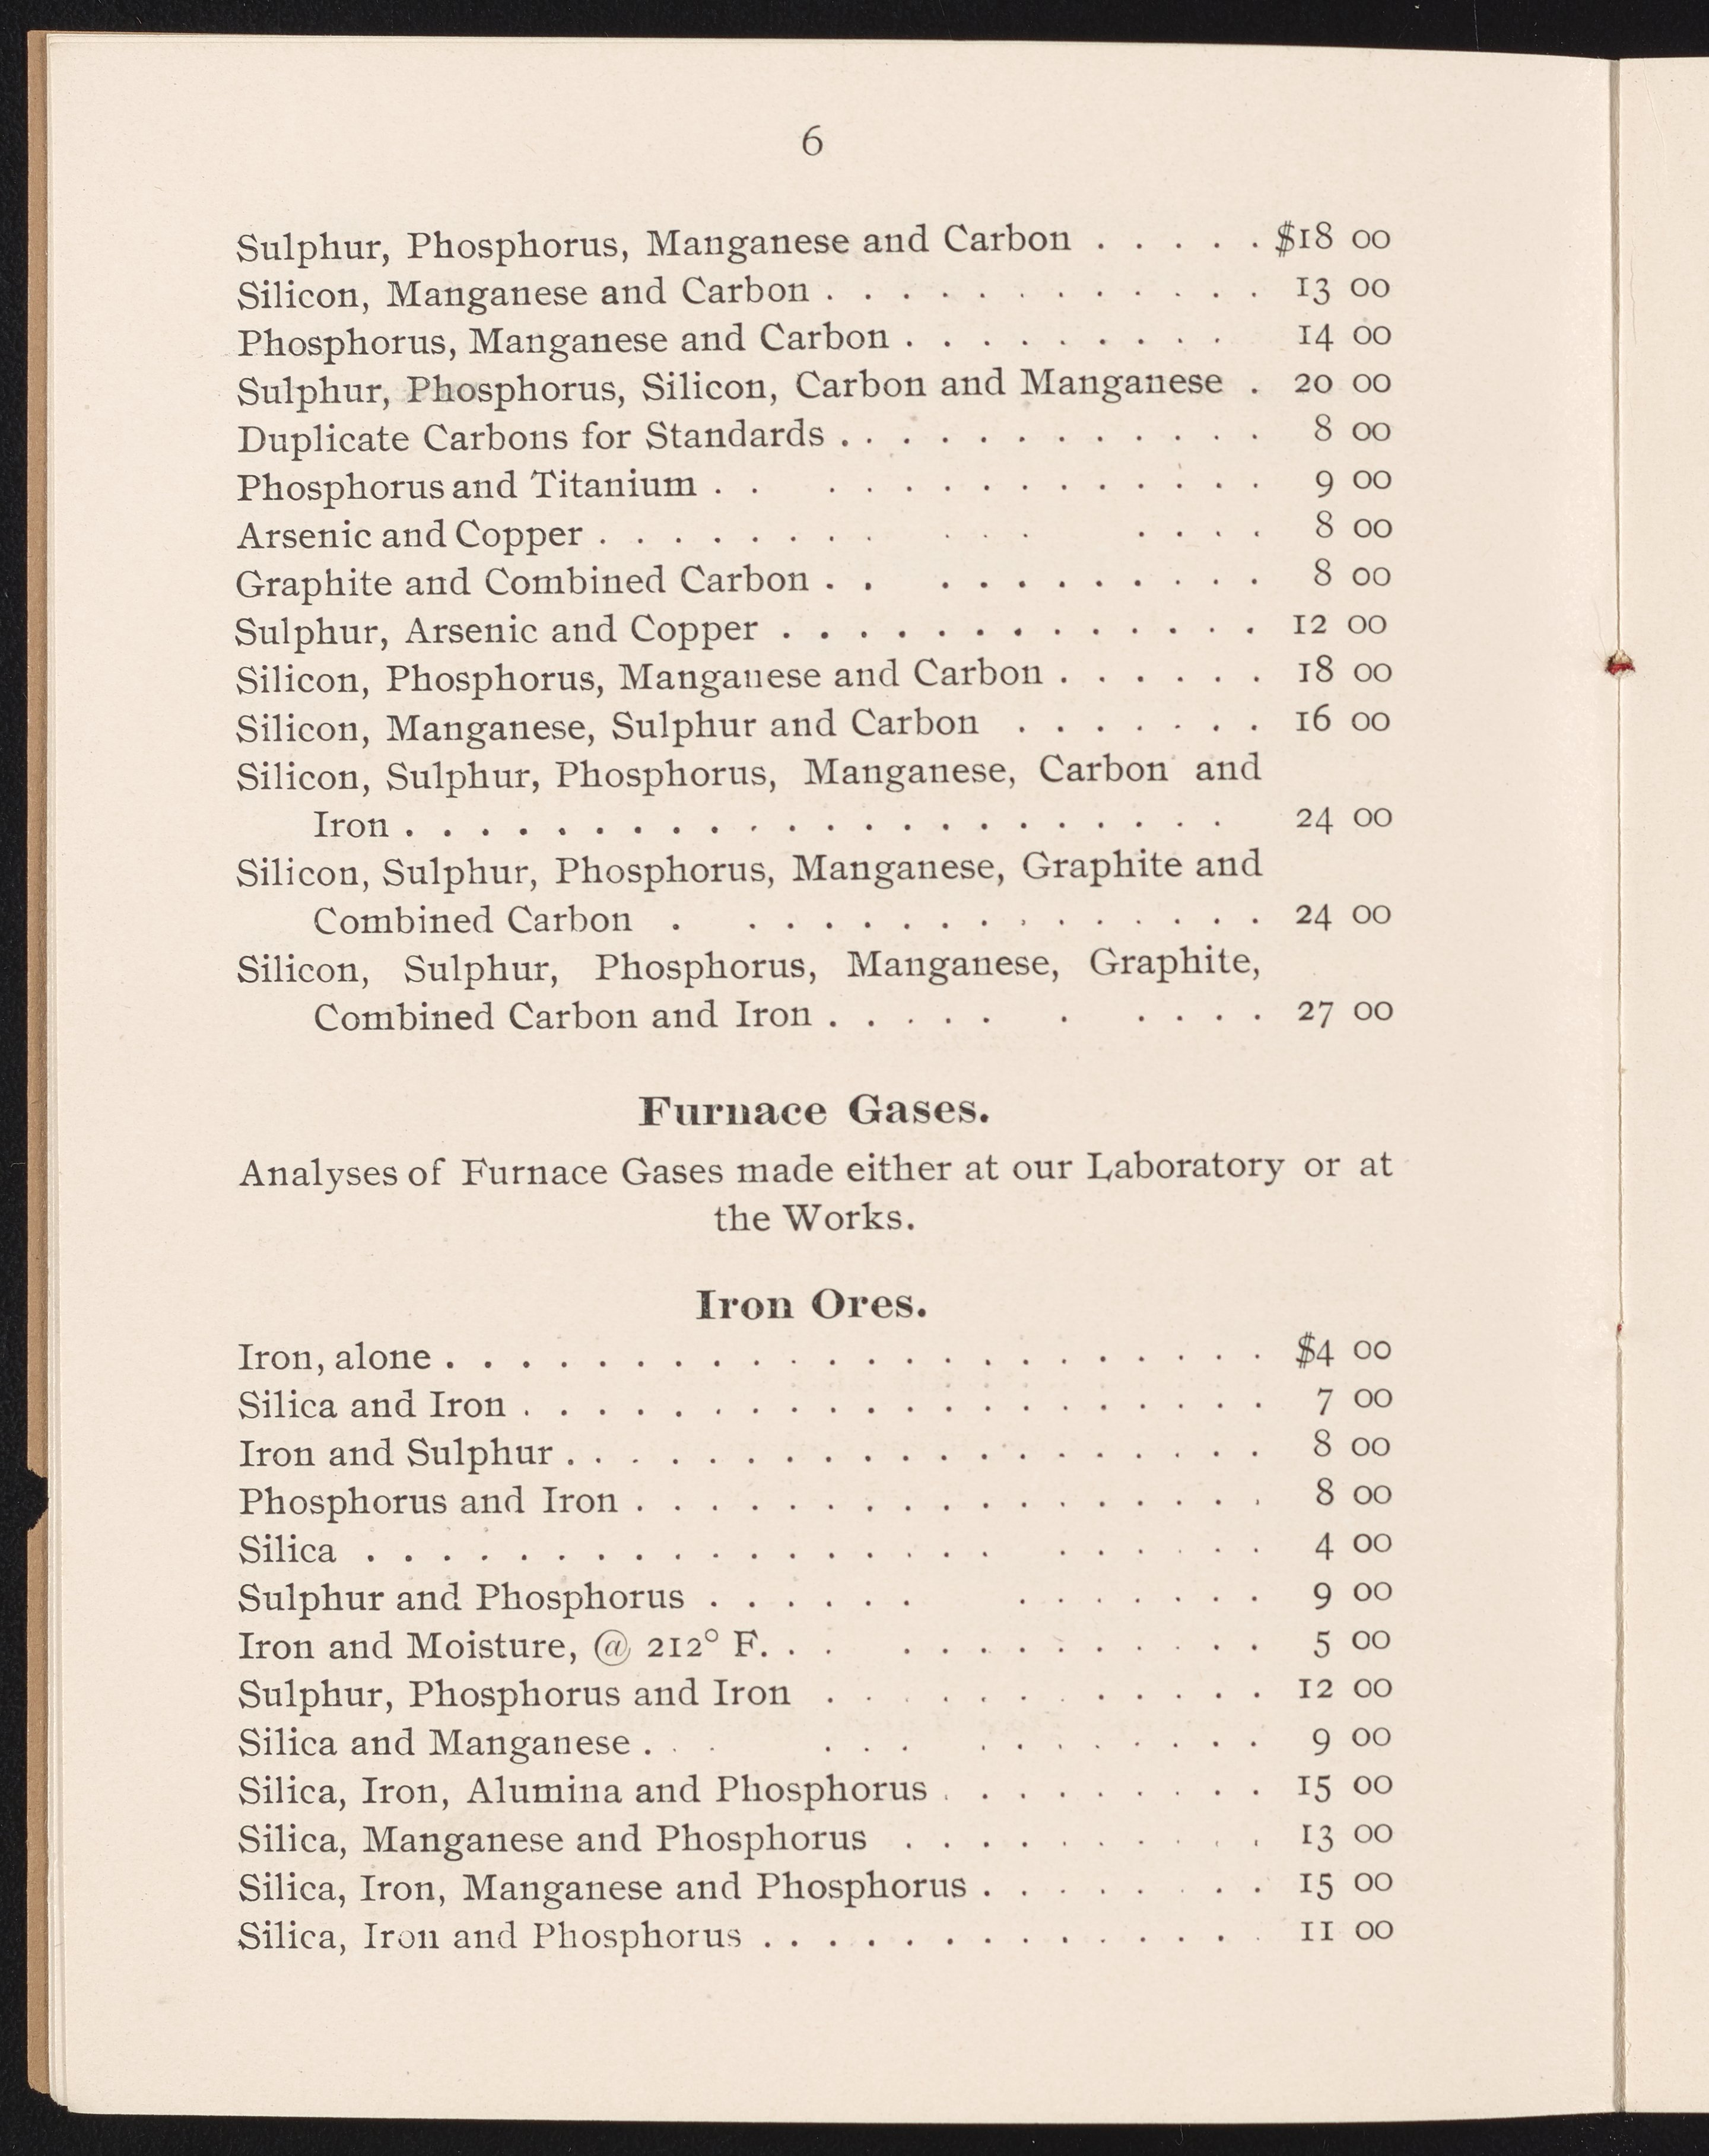 6
Sulphur, Phosphorus, Manganese and Carbon . . . . . $18 00
Silicon, Manganese and Carbon . . . . . . . . . . . . 13 00
Phosphorus, Manganese and Carbon . . . . . . . . . 14 00
Sulphur, Phosphorus, Silicon, Carbon and Manganese . 20 00
Duplicate Carbons for Standards . . . . . . . . . . . . 8 00
Phosphorus and Titanium . . . . . . . . . . . . . . 9 00
Arsenic and Copper . . . . . . . . . . . . . . . 8 00
Graphite and Combined Carbon . . . . . . . . . . . 8 00
Sulphur, Arsenic and Copper . . . . . . . . . . . . . 12 00
Silicon, Phosphorus, Manganese and Carbon . . . . . . 18 00
Silicon, Manganese, Sulphur and Carbon . . . . . . . 16 00
Silicon, Sulphur, Phosphorus, Manganese, Carbon and
Iron . . . . . . . . . . . . . . . . . . . . . . 24 00
Silicon, Sulphur, Phosphorus, Manganese, Graphite and
Combined Carbon . . . . . . . . . . . . . . . 24 00
Silicon, Sulphur, Phosphorus, Manganese, Graphite,
Combined Carbon and Iron . . . . . . . . . . 27 00
Furnace Gases.
Analyses of Furnace Gases made either at our Laboratory or at
the Works.
Iron Ores.
Iron, alone . . . . . . . . . . . . . . . . . . . . . . $4 00
Silica and Iron . . . . . . . . . . . . . . . . . . . . 7 00
Iron and Sulphur . . . . . . . . . . . . . . . . . . . 8 00
Phosphorus and Iron . . . . . . . . . . . . . . . . . 8 00
Silica . . . . . . . . . . . . . . . . . . . . . . . 4 00
Sulphur and Phosphorus . . . . . . . . . . . . . 9 00
Iron and Moisture, @ 212° F. . . . . . . . . . . . . 5 00
Sulphur, Phosphorus and Iron . . . . . . . . . . . . 12 00
Silica and Manganese . . . . . . . . . . . . . . 9 00
Silica, Iron, Alumina and Phosphorus . . . . . . . . . 15 00
Silica, Manganese and Phosphorus . . . . . . . . . . 13 00
Silica, Iron, Manganese and Phosphorus . . . . . . . . 15 00
Silica, Iron and Phosphorus . . . . . . . . . . . . . . 11 00